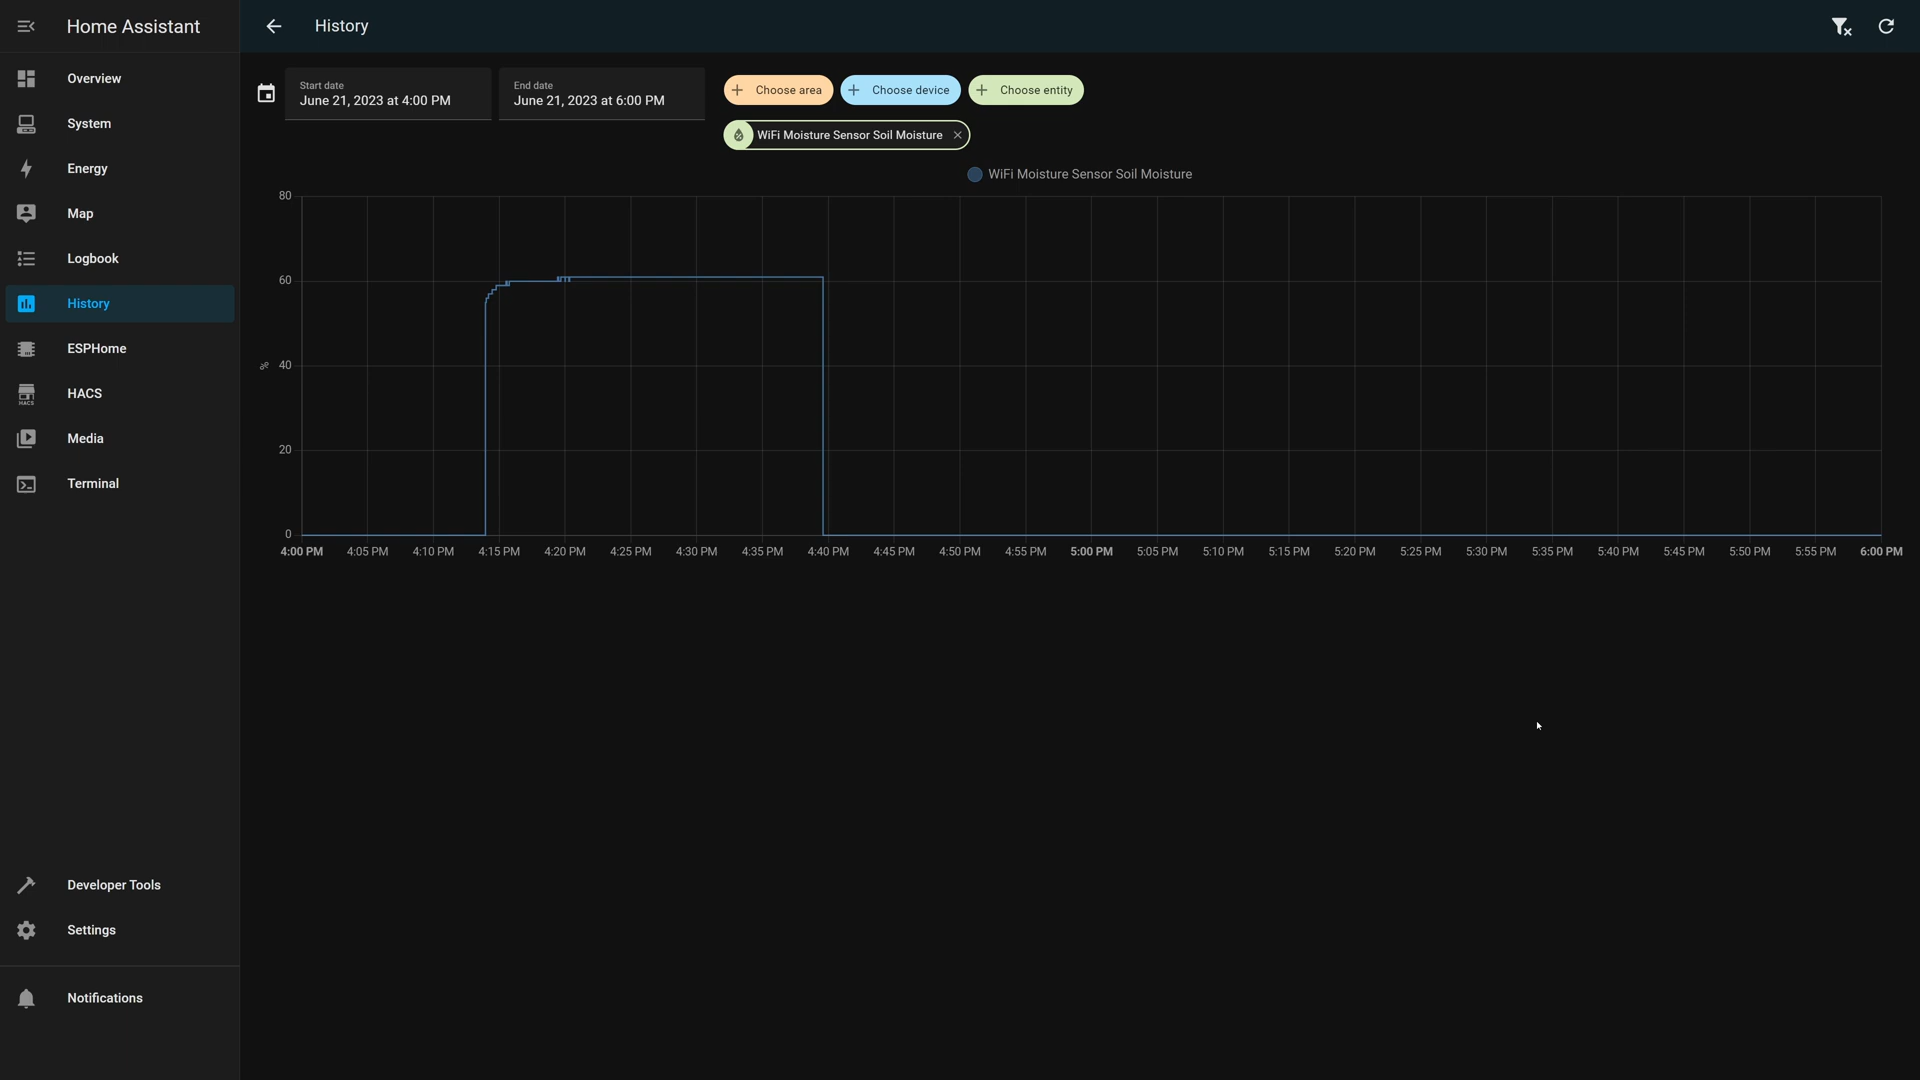 Home Assistant
History
Overview
System
Energy
Map
Logbook
History
ESPHome
HACS
HACS
Media
Terminal
Developer Tools
Settings
Notifications
Start date
June 21, 2023 at 4:00 PM
End date
June 21, 2023 at 6:00 PM
Choose area
Choose device
Choose entity
WiFi Moisture Sensor Soil Moisture
WiFi Moisture Sensor Soil Moisture
80
60
%
40
20
0
4:00 PM 4:05 PM 4:10 PM 4:15 PM 4:20 PM 4:25 PM 4:30 PM 4:35 PM 4:40 PM 4:45 PM 4:50 PM 4:55 PM 5:00 PM 5:05 PM 5:10 PM 5:15 PM 5:20 PM 5:25 PM 5:30 PM 5:35 PM 5:40 PM 5:45 PM 5:50 PM 5:55 PM 6:00 PM